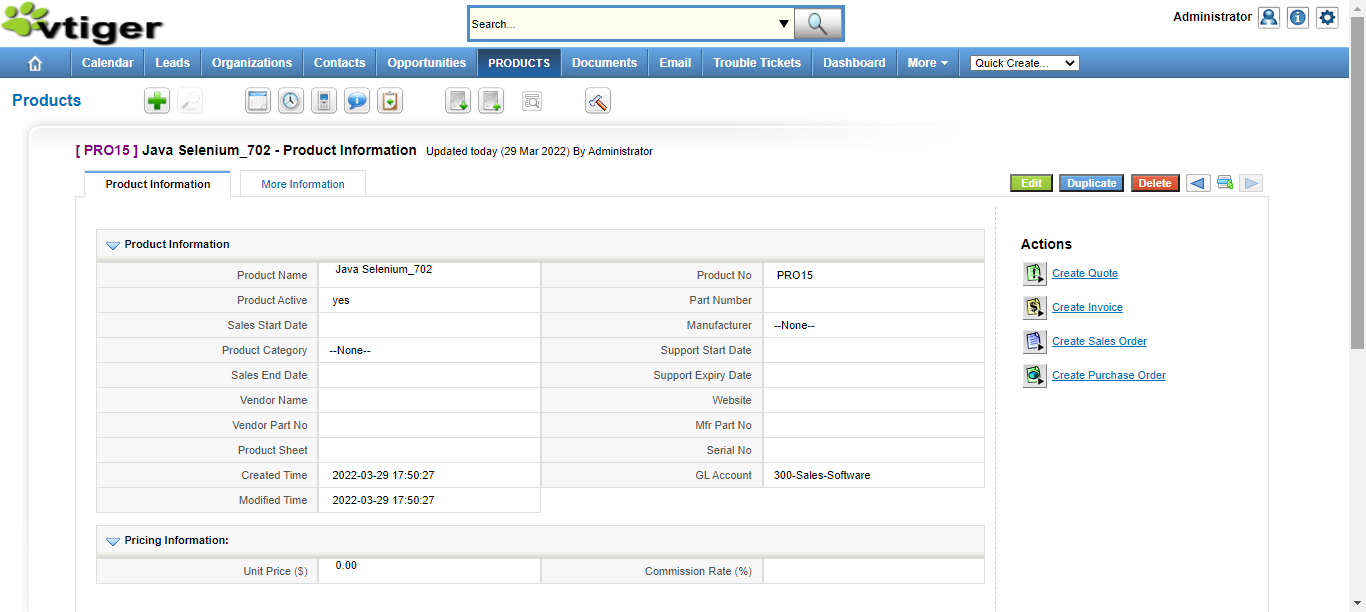 vtiger
Search...
Administrator
Calendar Leads Organizations Contacts Opportunities PRODUCTS Documents Email Trouble Tickets Dashboard More Quick Create...
Products
[ PRO15 ] Java Selenium_702 - Product Information Updated today (29 Mar 2022) By Administrator
Product Information More Information Edit Duplicate Delete
Product Information
Product Name Java Selenium_702 Product No PRO15
Product Active yes Part Number
Sales Start Date Manufacturer --None--
Product Category --None-- Support Start Date
Sales End Date Support Expiry Date
Vendor Name Website
Vendor Part No Mfr Part No
Product Sheet Serial No
Created Time 2022-03-29 17:50:27 GL Account 300-Sales-Software
Modified Time 2022-03-29 17:50:27
Pricing Information:
Unit Price ($) 0.00 Commission Rate (%)
Actions
Create Quote
Create Invoice
Create Sales Order
Create Purchase Order